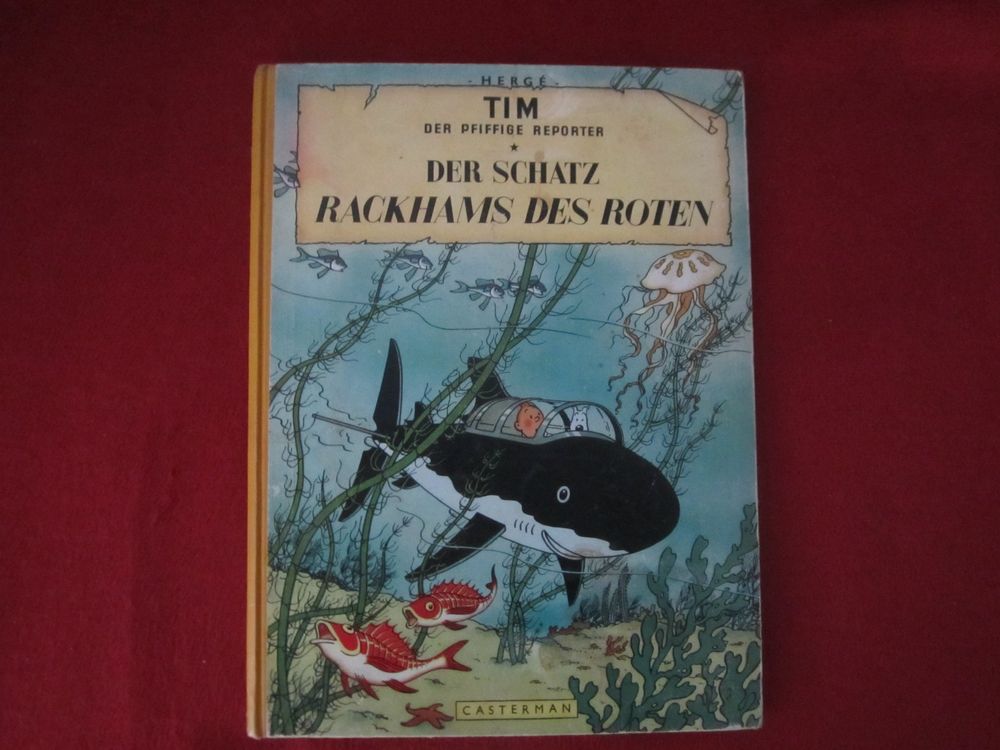 - HERGÉ -
TIM
DER PFIFFIGE REPORTER
★
DER SCHATZ
RACKHAMS DES ROTEN
CASTERMAN